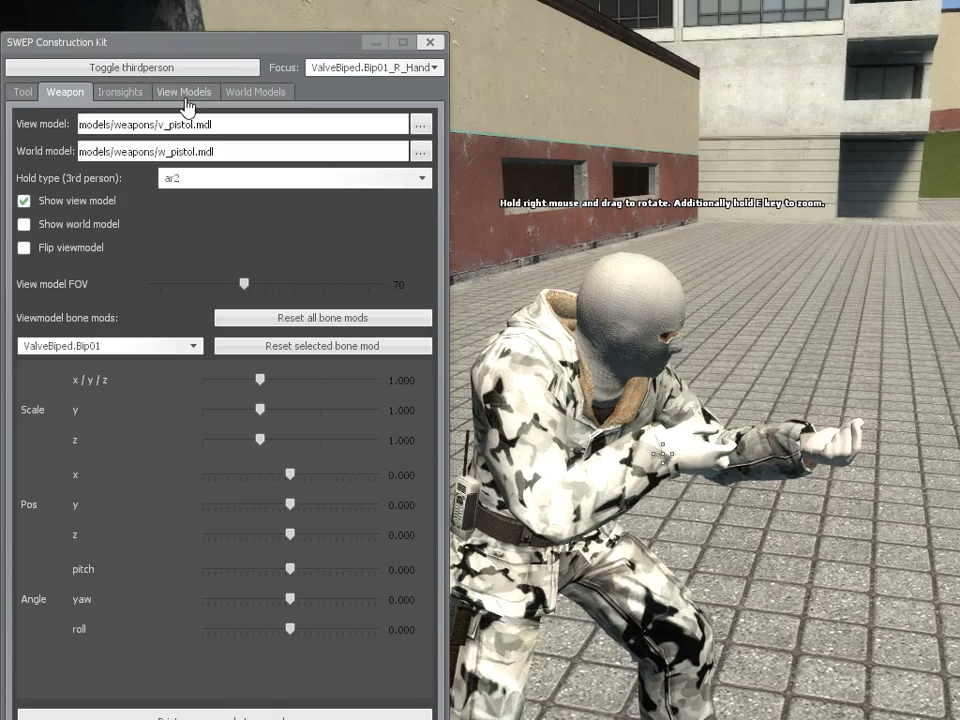 SWEP Construction Kit
Toggle thirdperson Focus: ValveBiped.Bip01_R_Hand
Tool Weapon Ironsights View Models World Models
View model: models/weapons/v_pistol.mdl ...
World model: models/weapons/w_pistol.mdl ...
Hold type (3rd person): ar2
Show view model
Show world model
Flip viewmodel
View model FOV 70
Viewmodel bone mods: Reset all bone mods
ValveBiped.Bip01 Reset selected bone mod
x / y / z 1.000
Scale y 1.000
z 1.000
x 0.000
Pos y 0.000
z 0.000
pitch 0.000
Angle yaw 0.000
roll 0.000
Hold right mouse and drag to rotate. Additionally hold E key to zoom.